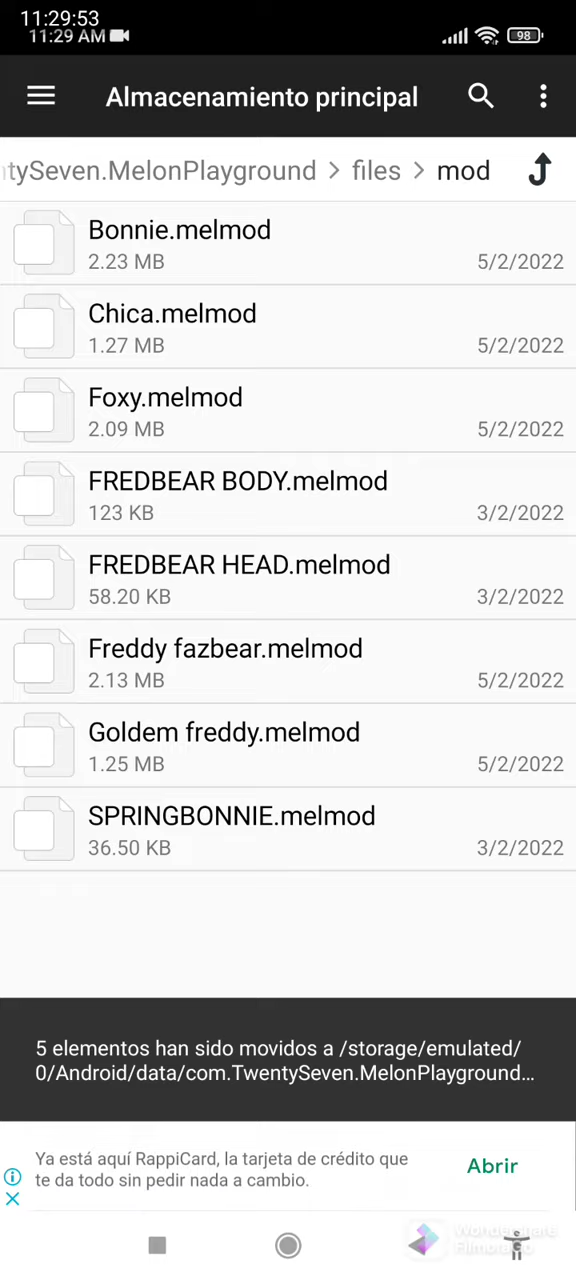 11:29:53
11:29 AM
98
Almacenamiento principal
tySeven.MelonPlayground > files > mod
Bonnie.melmod
2.23 MB 5/2/2022
Chica.melmod
1.27 MB 5/2/2022
Foxy.melmod
2.09 MB 5/2/2022
FREDBEAR BODY.melmod
123 KB 3/2/2022
FREDBEAR HEAD.melmod
58.20 KB 3/2/2022
Freddy fazbear.melmod
2.13 MB 5/2/2022
Goldem freddy.melmod
1.25 MB 5/2/2022
SPRINGBONNIE.melmod
36.50 KB 3/2/2022
5 elementos han sido movidos a /storage/emulated/
0/Android/data/com.TwentySeven.MelonPlayground...
Ya está aquí RappiCard, la tarjeta de crédito que
te da todo sin pedir nada a cambio.
Abrir
Wondershare
FilmoraGo